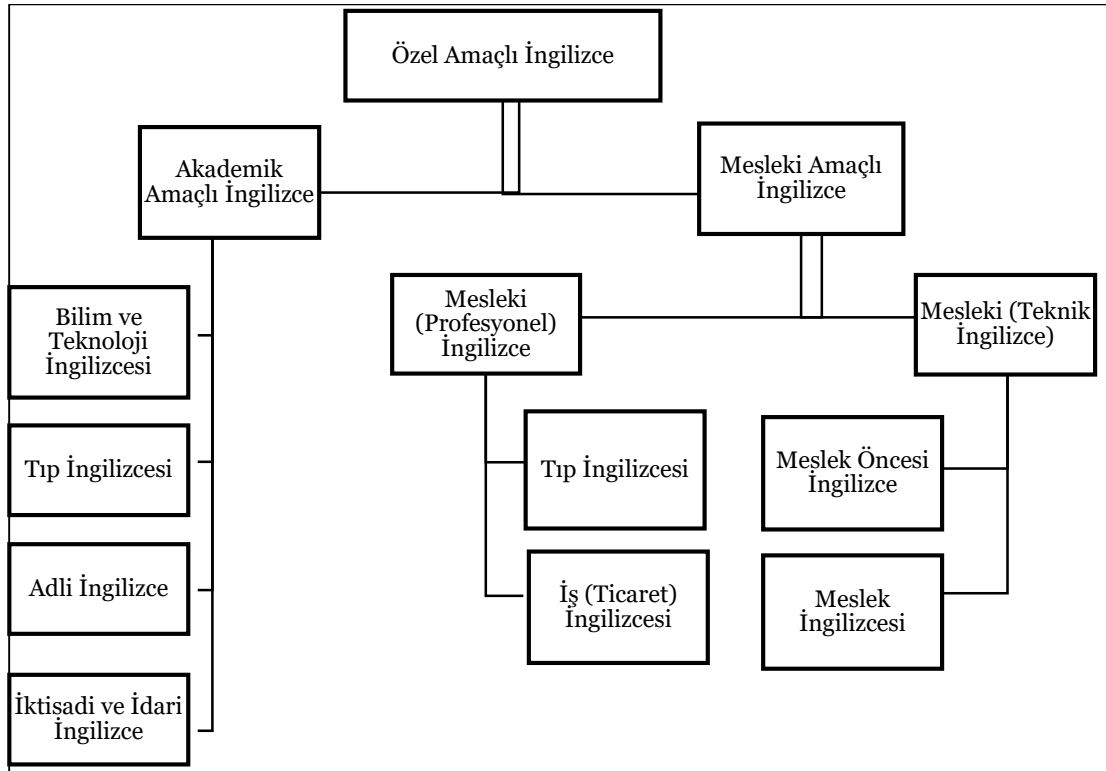 Özel Amaçlı İngilizce
Akademik
Amaçlı İngilizce
Mesleki Amaçlı
İngilizce
Bilim ve
Teknoloji
İngilizcesi
Tıp İngilizcesi
Adli İngilizce
İktisadi ve İdari
İngilizce
Mesleki
(Profesyonel)
İngilizce
Tıp İngilizcesi
İş (Ticaret)
İngilizcesi
Mesleki (Teknik
İngilizce)
Meslek Öncesi
İngilizce
Meslek
İngilizcesi